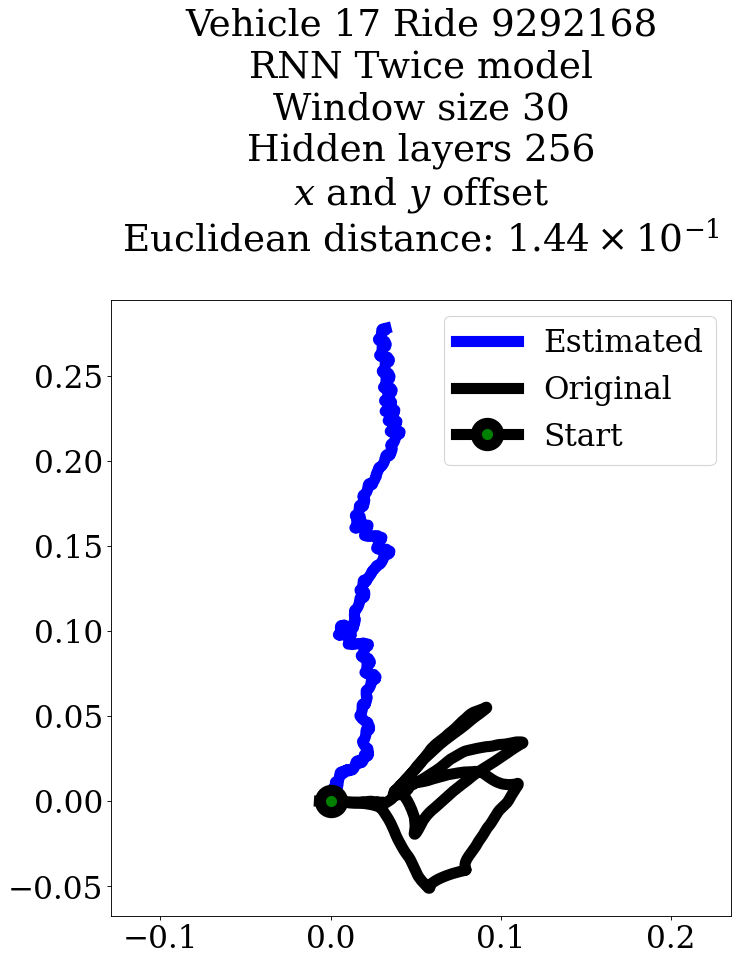 Vehicle 17 Ride 9292168
RNN Twice model
Window size 30
Hidden layers 256
x and y offset
Euclidean distance: 1.44 × 10⁻¹
Estimated
Original
Start
0.25
0.20
0.15
0.10
0.05
0.00
−0.05
−0.1 0.0 0.1 0.2